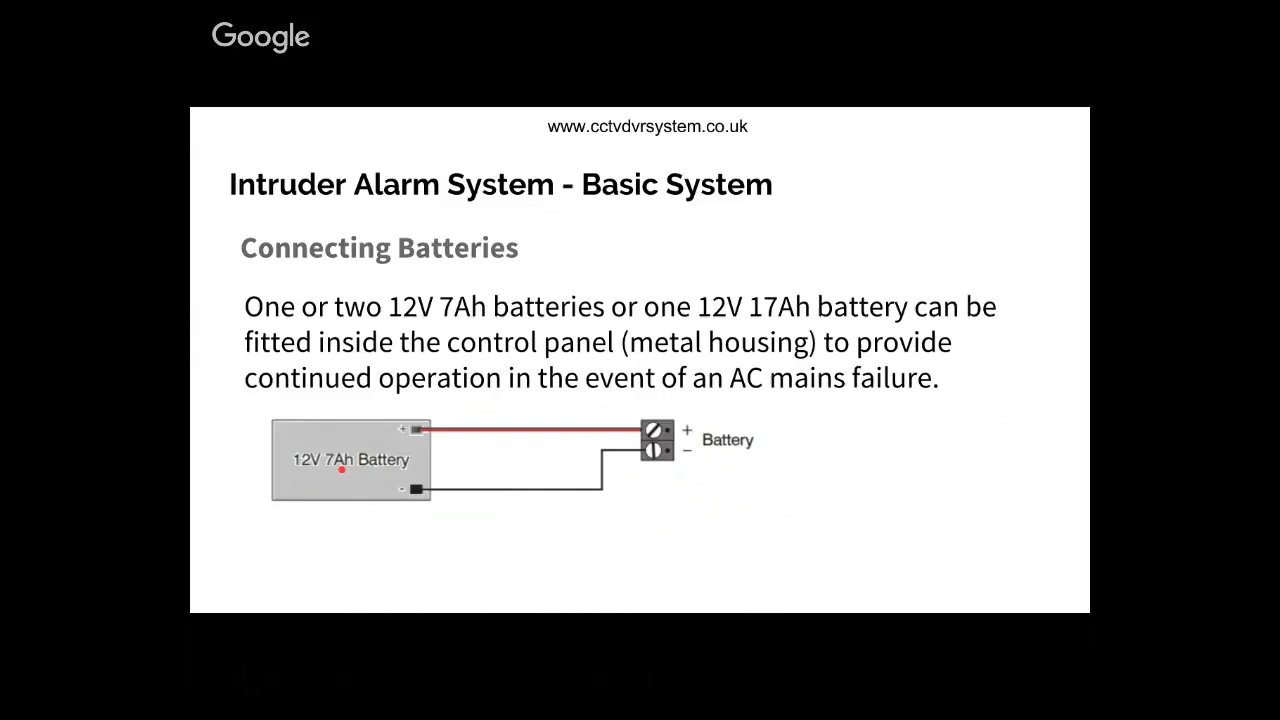 Google
www.cctvdvrsystem.co.uk
Intruder Alarm System - Basic System
Connecting Batteries
One or two 12V 7Ah batteries or one 12V 17Ah battery can be
fitted inside the control panel (metal housing) to provide
continued operation in the event of an AC mains failure.
+
12V 7Ah Battery
-
+
Battery
–